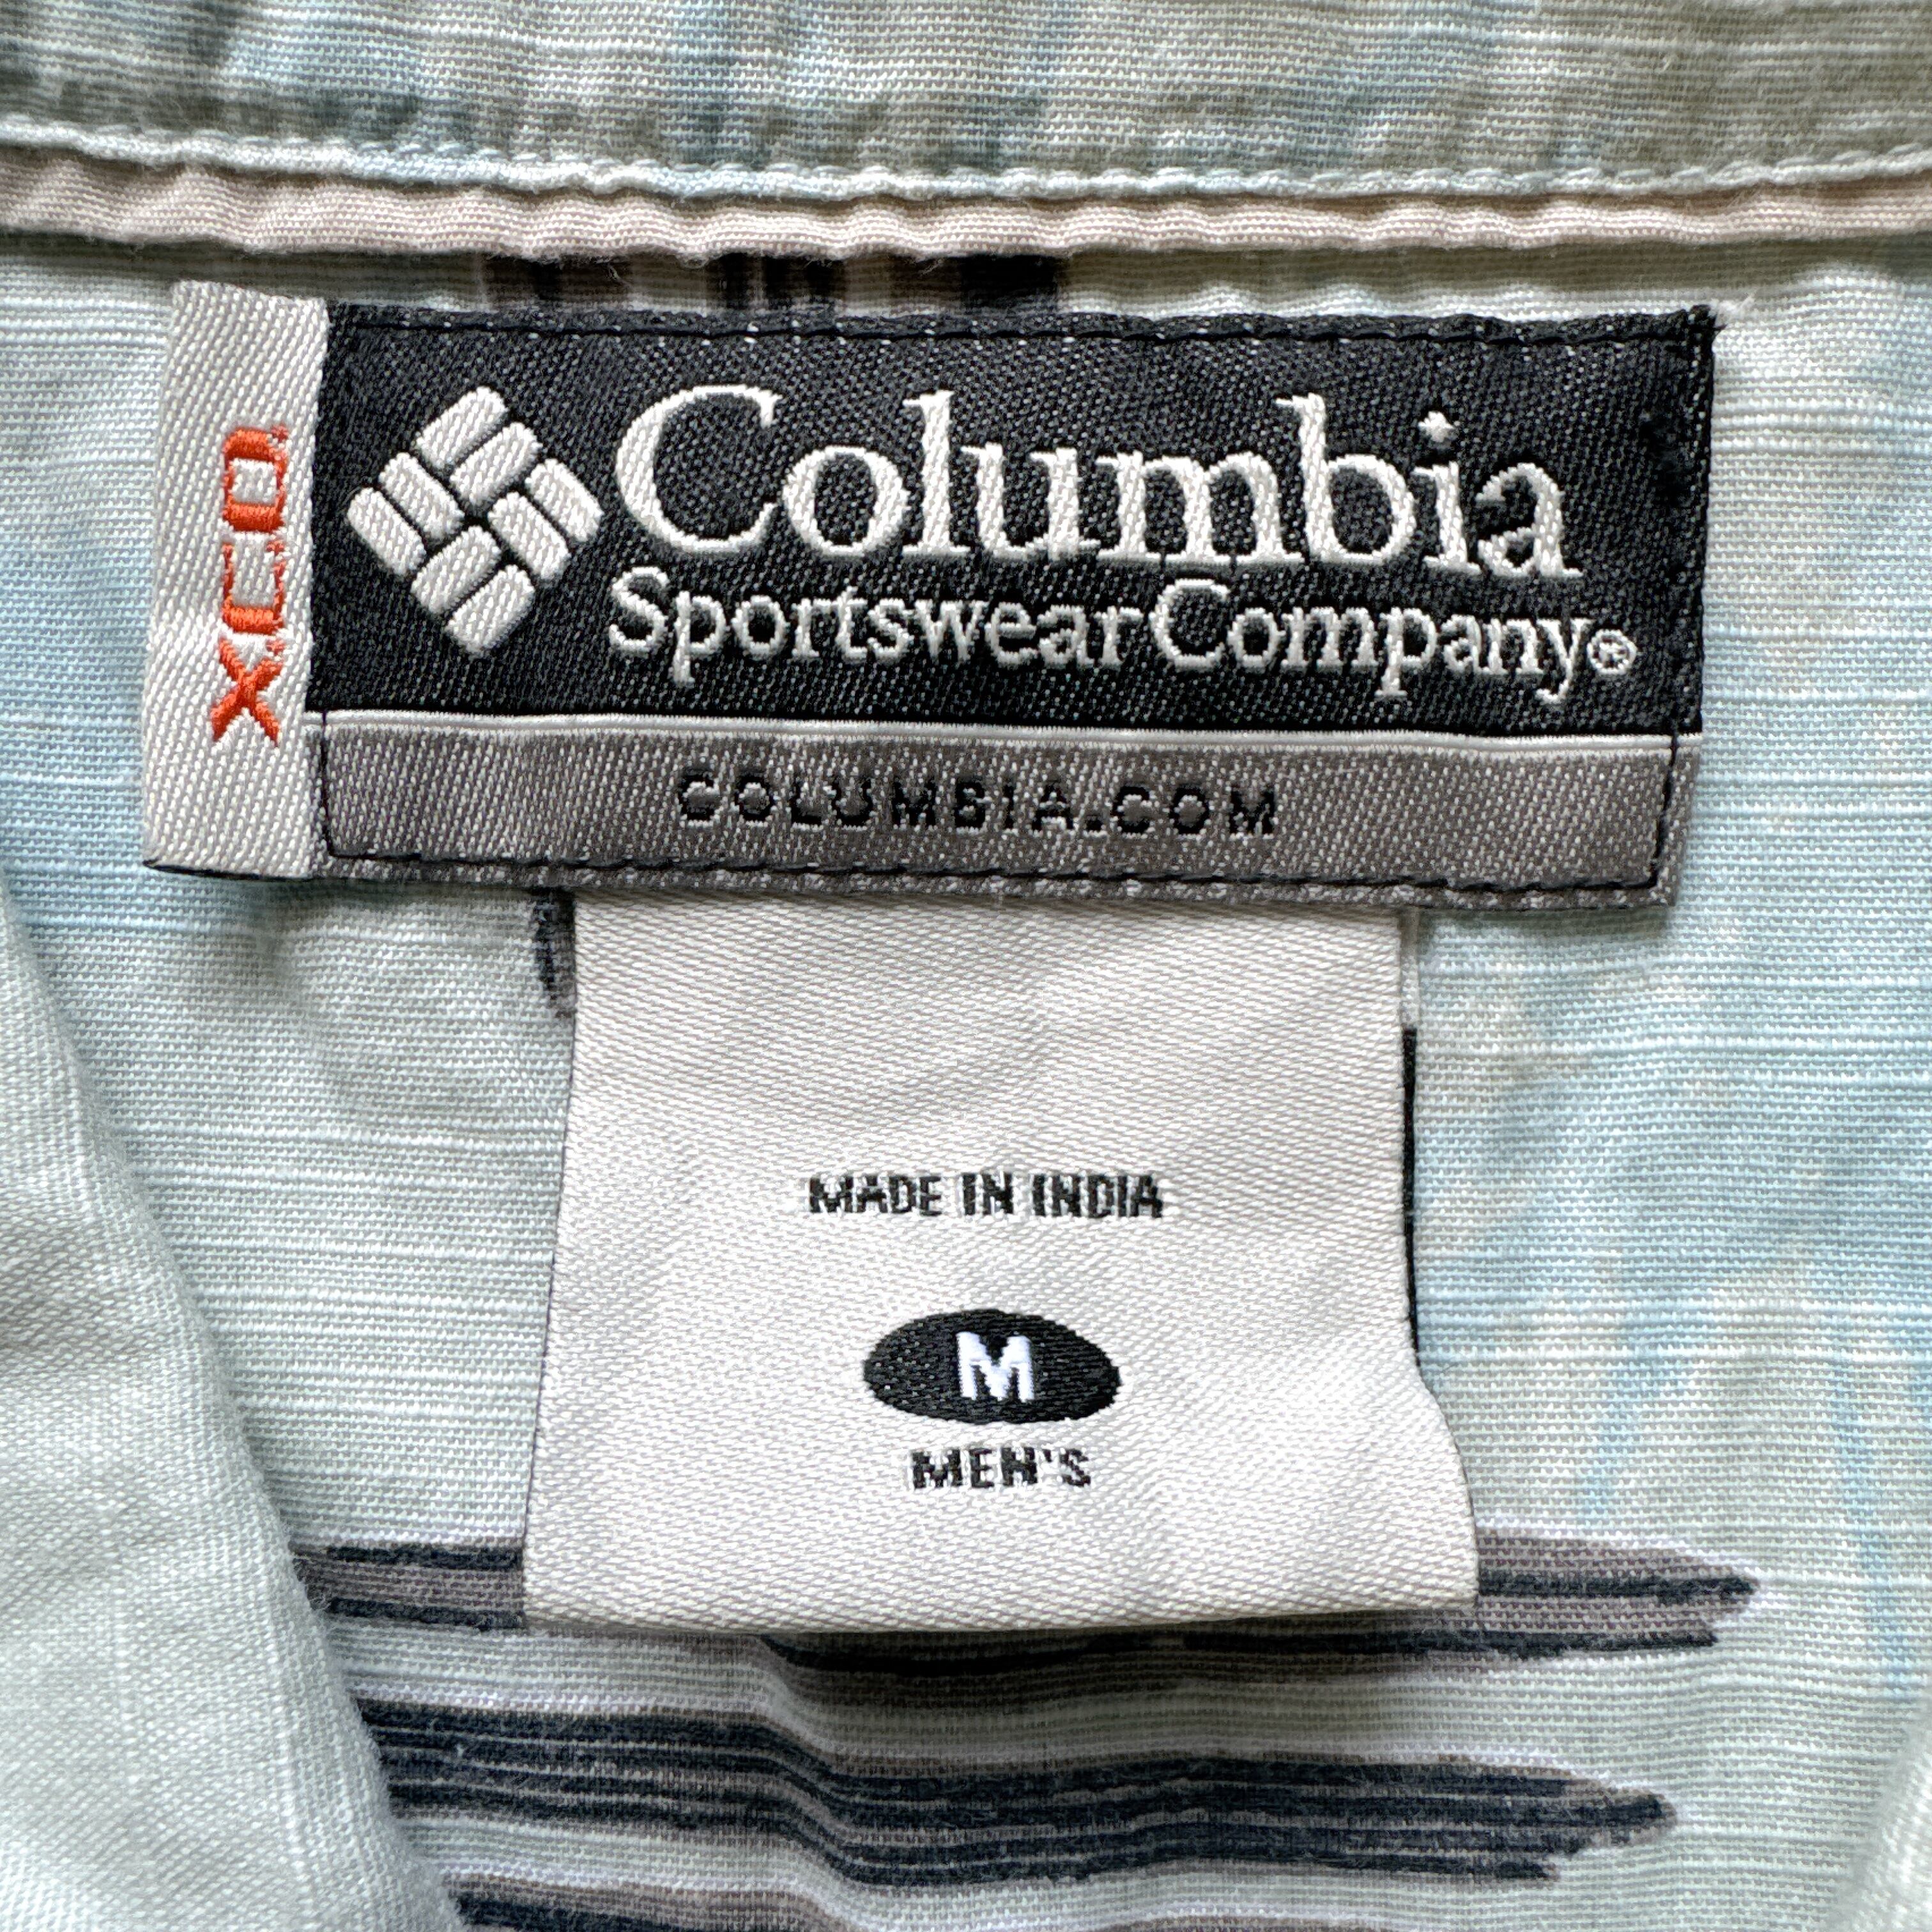 XCO
Columbia
Sportswear Company®
COLUMBIA.COM
MADE IN INDIA
M
MEN'S